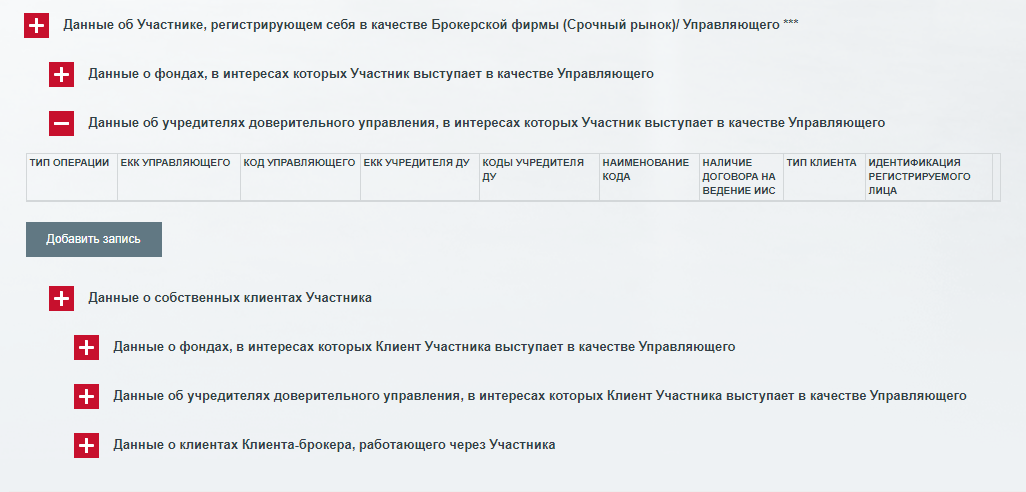 Данные об Участнике, регистрирующем себя в качестве Брокерской фирмы (Срочный рынок)/ Управляющего ***
Данные о фондах, в интересах которых Участник выступает в качестве Управляющего
Данные об учредителях доверительного управления, в интересах которых Участник выступает в качестве Управляющего
ТИП ОПЕРАЦИИ ЕКК УПРАВЛЯЮЩЕГО КОД УПРАВЛЯЮЩЕГО ЕКК УЧРЕДИТЕЛЯ ДУ КОДЫ УЧРЕДИТЕЛЯ НАИМЕНОВАНИЕ НАЛИЧИЕ ТИП КЛИЕНТА ИДЕНТИФИКАЦИЯ
ДУ КОДА ДОГОВОРА НА РЕГИСТРИРУЕМОГО
ВЕДЕНИЕ ИИС ЛИЦА
Добавить запись
Данные о собственных клиентах Участника
Данные о фондах, в интересах которых Клиент Участника выступает в качестве Управляющего
Данные об учредителях доверительного управления, в интересах которых Клиент Участника выступает в качестве Управляющего
Данные о клиентах Клиента-брокера, работающего через Участника